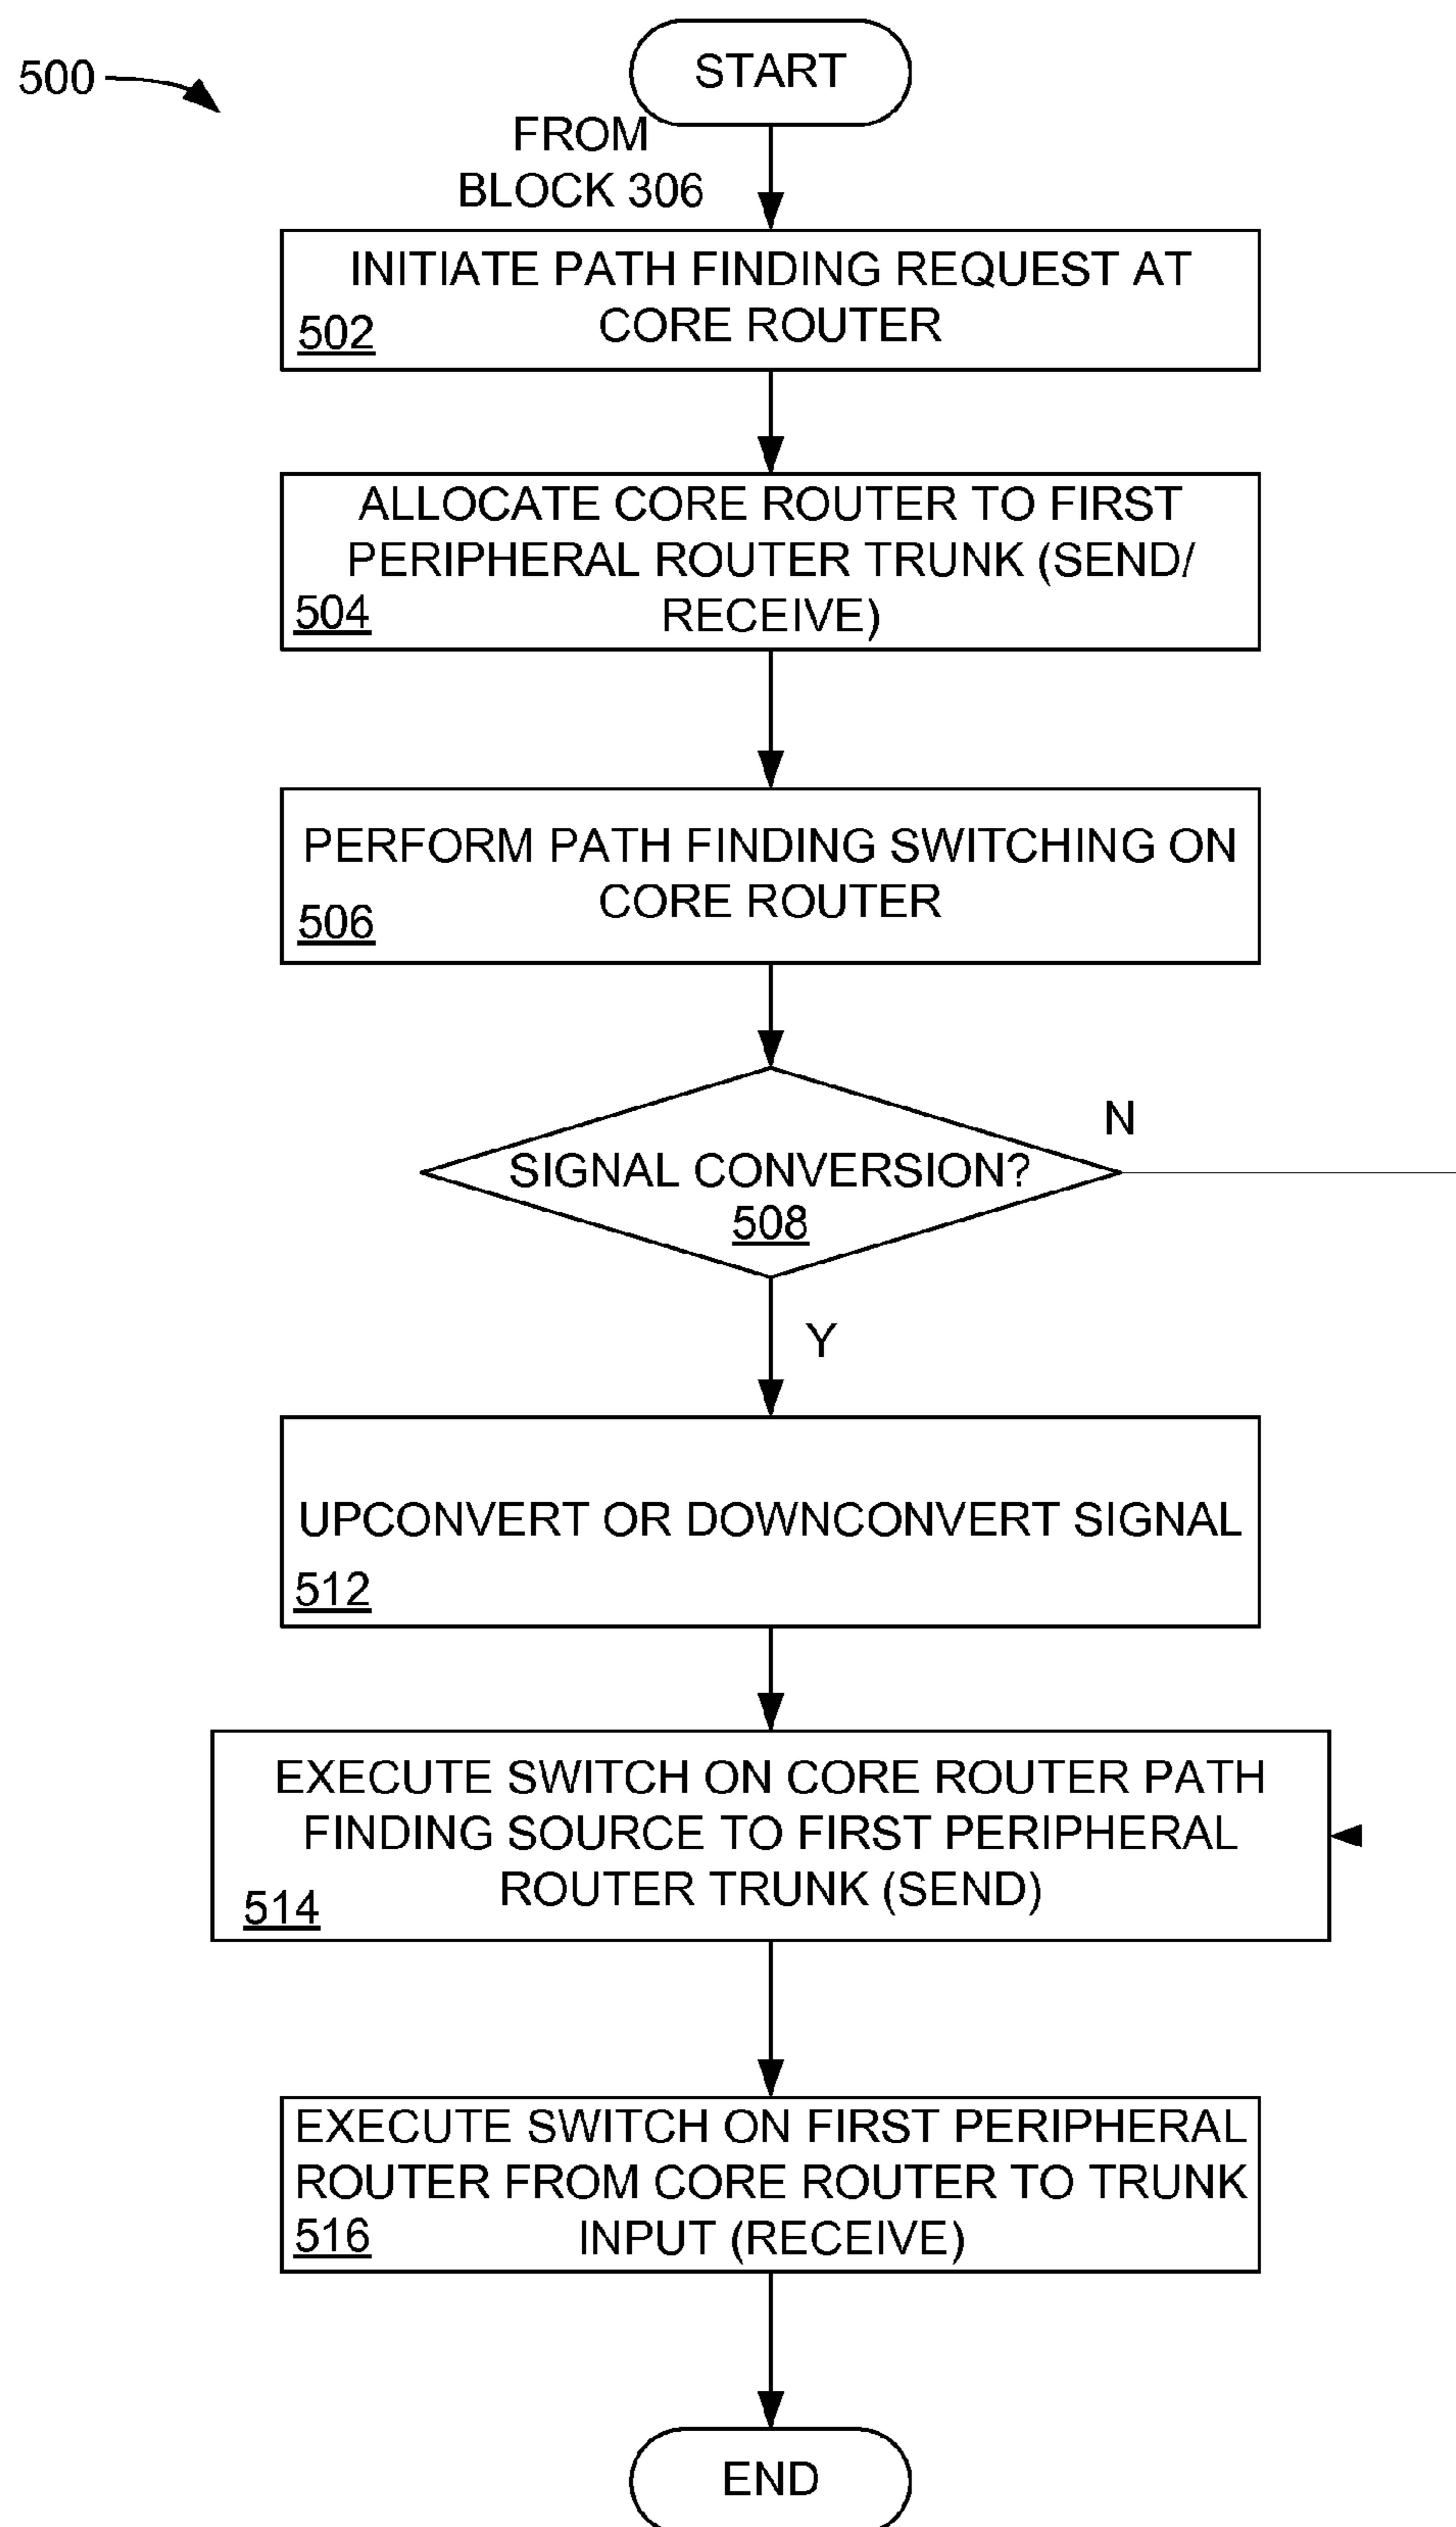 500
START
FROM
BLOCK 306
INITIATE PATH FINDING REQUEST AT
CORE ROUTER
502
ALLOCATE CORE ROUTER TO FIRST
PERIPHERAL ROUTER TRUNK (SEND/
RECEIVE)
504
PERFORM PATH FINDING SWITCHING ON
CORE ROUTER
506
N
SIGNAL CONVERSION?
508
Y
UPCONVERT OR DOWNCONVERT SIGNAL
512
EXECUTE SWITCH ON CORE ROUTER PATH
FINDING SOURCE TO FIRST PERIPHERAL
ROUTER TRUNK (SEND)
514
EXECUTE SWITCH ON FIRST PERIPHERAL
ROUTER FROM CORE ROUTER TO TRUNK
INPUT (RECEIVE)
516
END